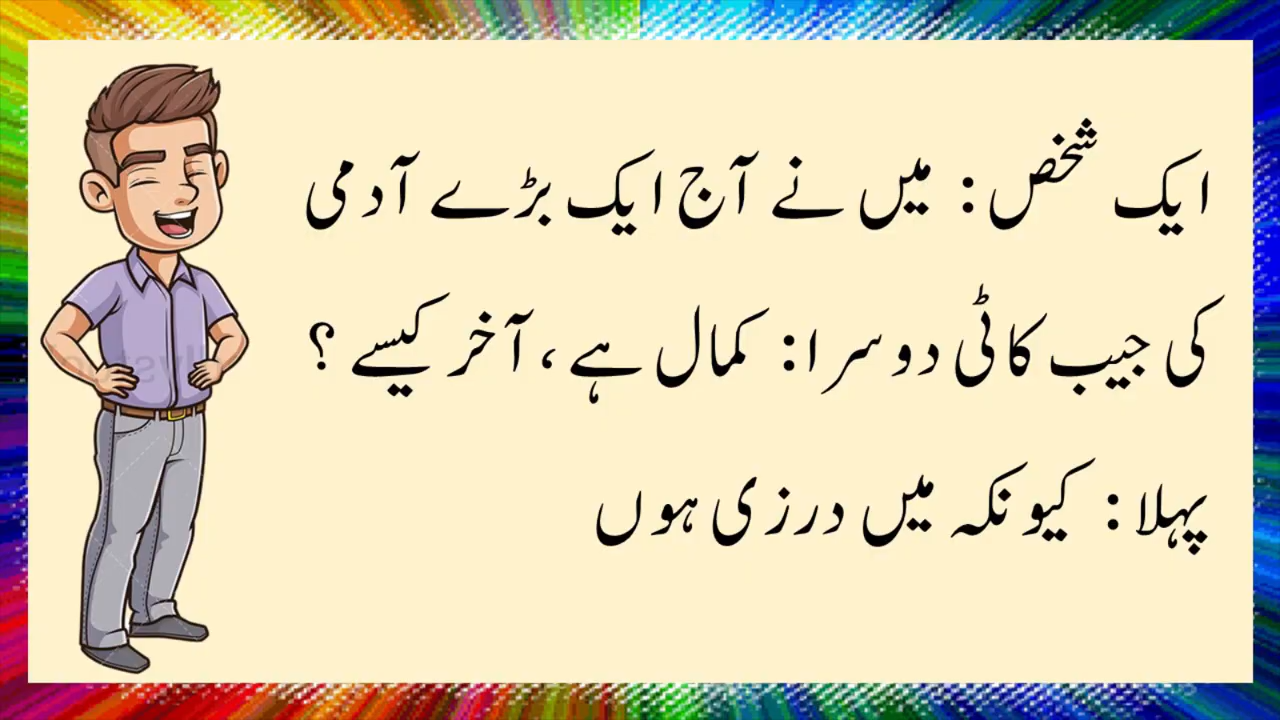 ایک شخص: میں نے آج ایک بڑے آدمی
کی جیب کاٹی دوسرا: کمال ہے، آخر کیسے؟
پہلا: کیونکہ میں درزی ہوں